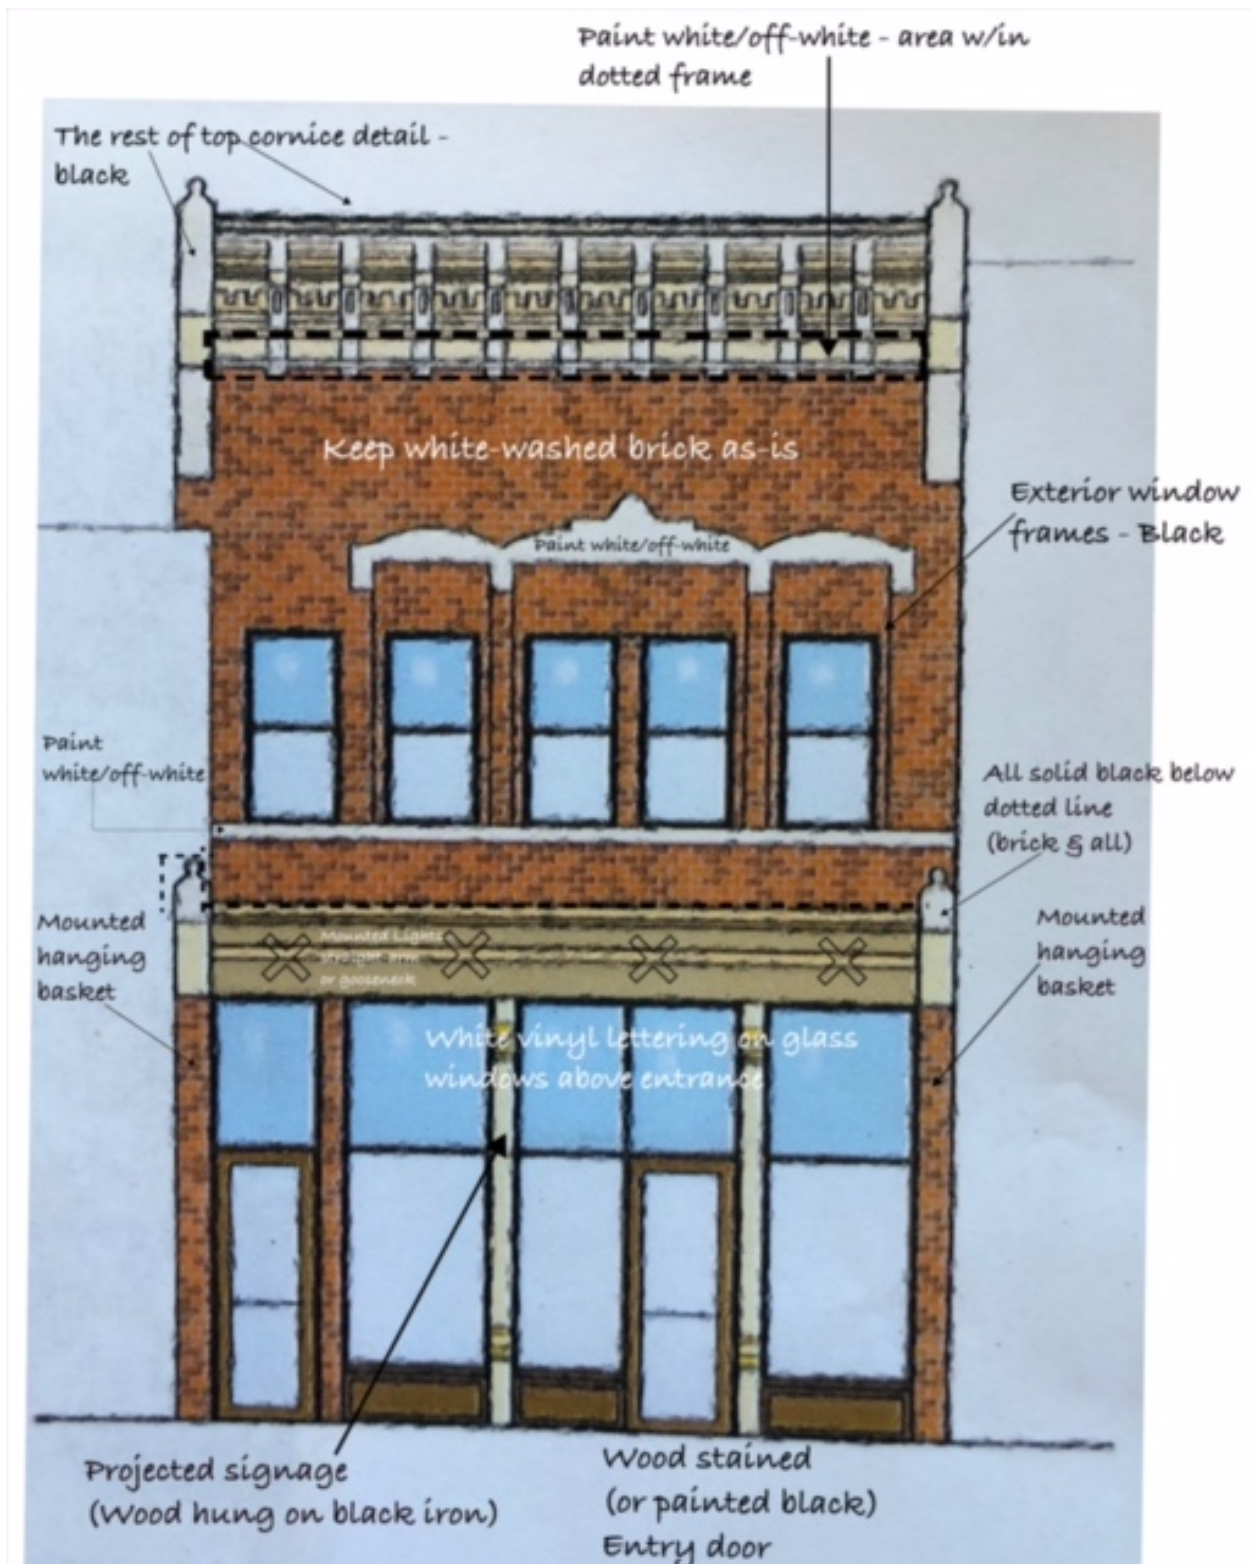 Paint white/off-white - area w/in
dotted frame
The rest of top cornice detail -
black
Keep white-washed brick as-is
Exterior window
frames - Black
Paint white/off-white
Paint
white/off-white
All solid black below
dotted line
(brick & all)
Mounted
hanging
basket
Mounted Lights
straight arm
or gooseneck
Mounted
hanging
basket
White vinyl lettering on glass
windows above entrance
Projected signage
(Wood hung on black iron)
Wood stained
(or painted black)
Entry door